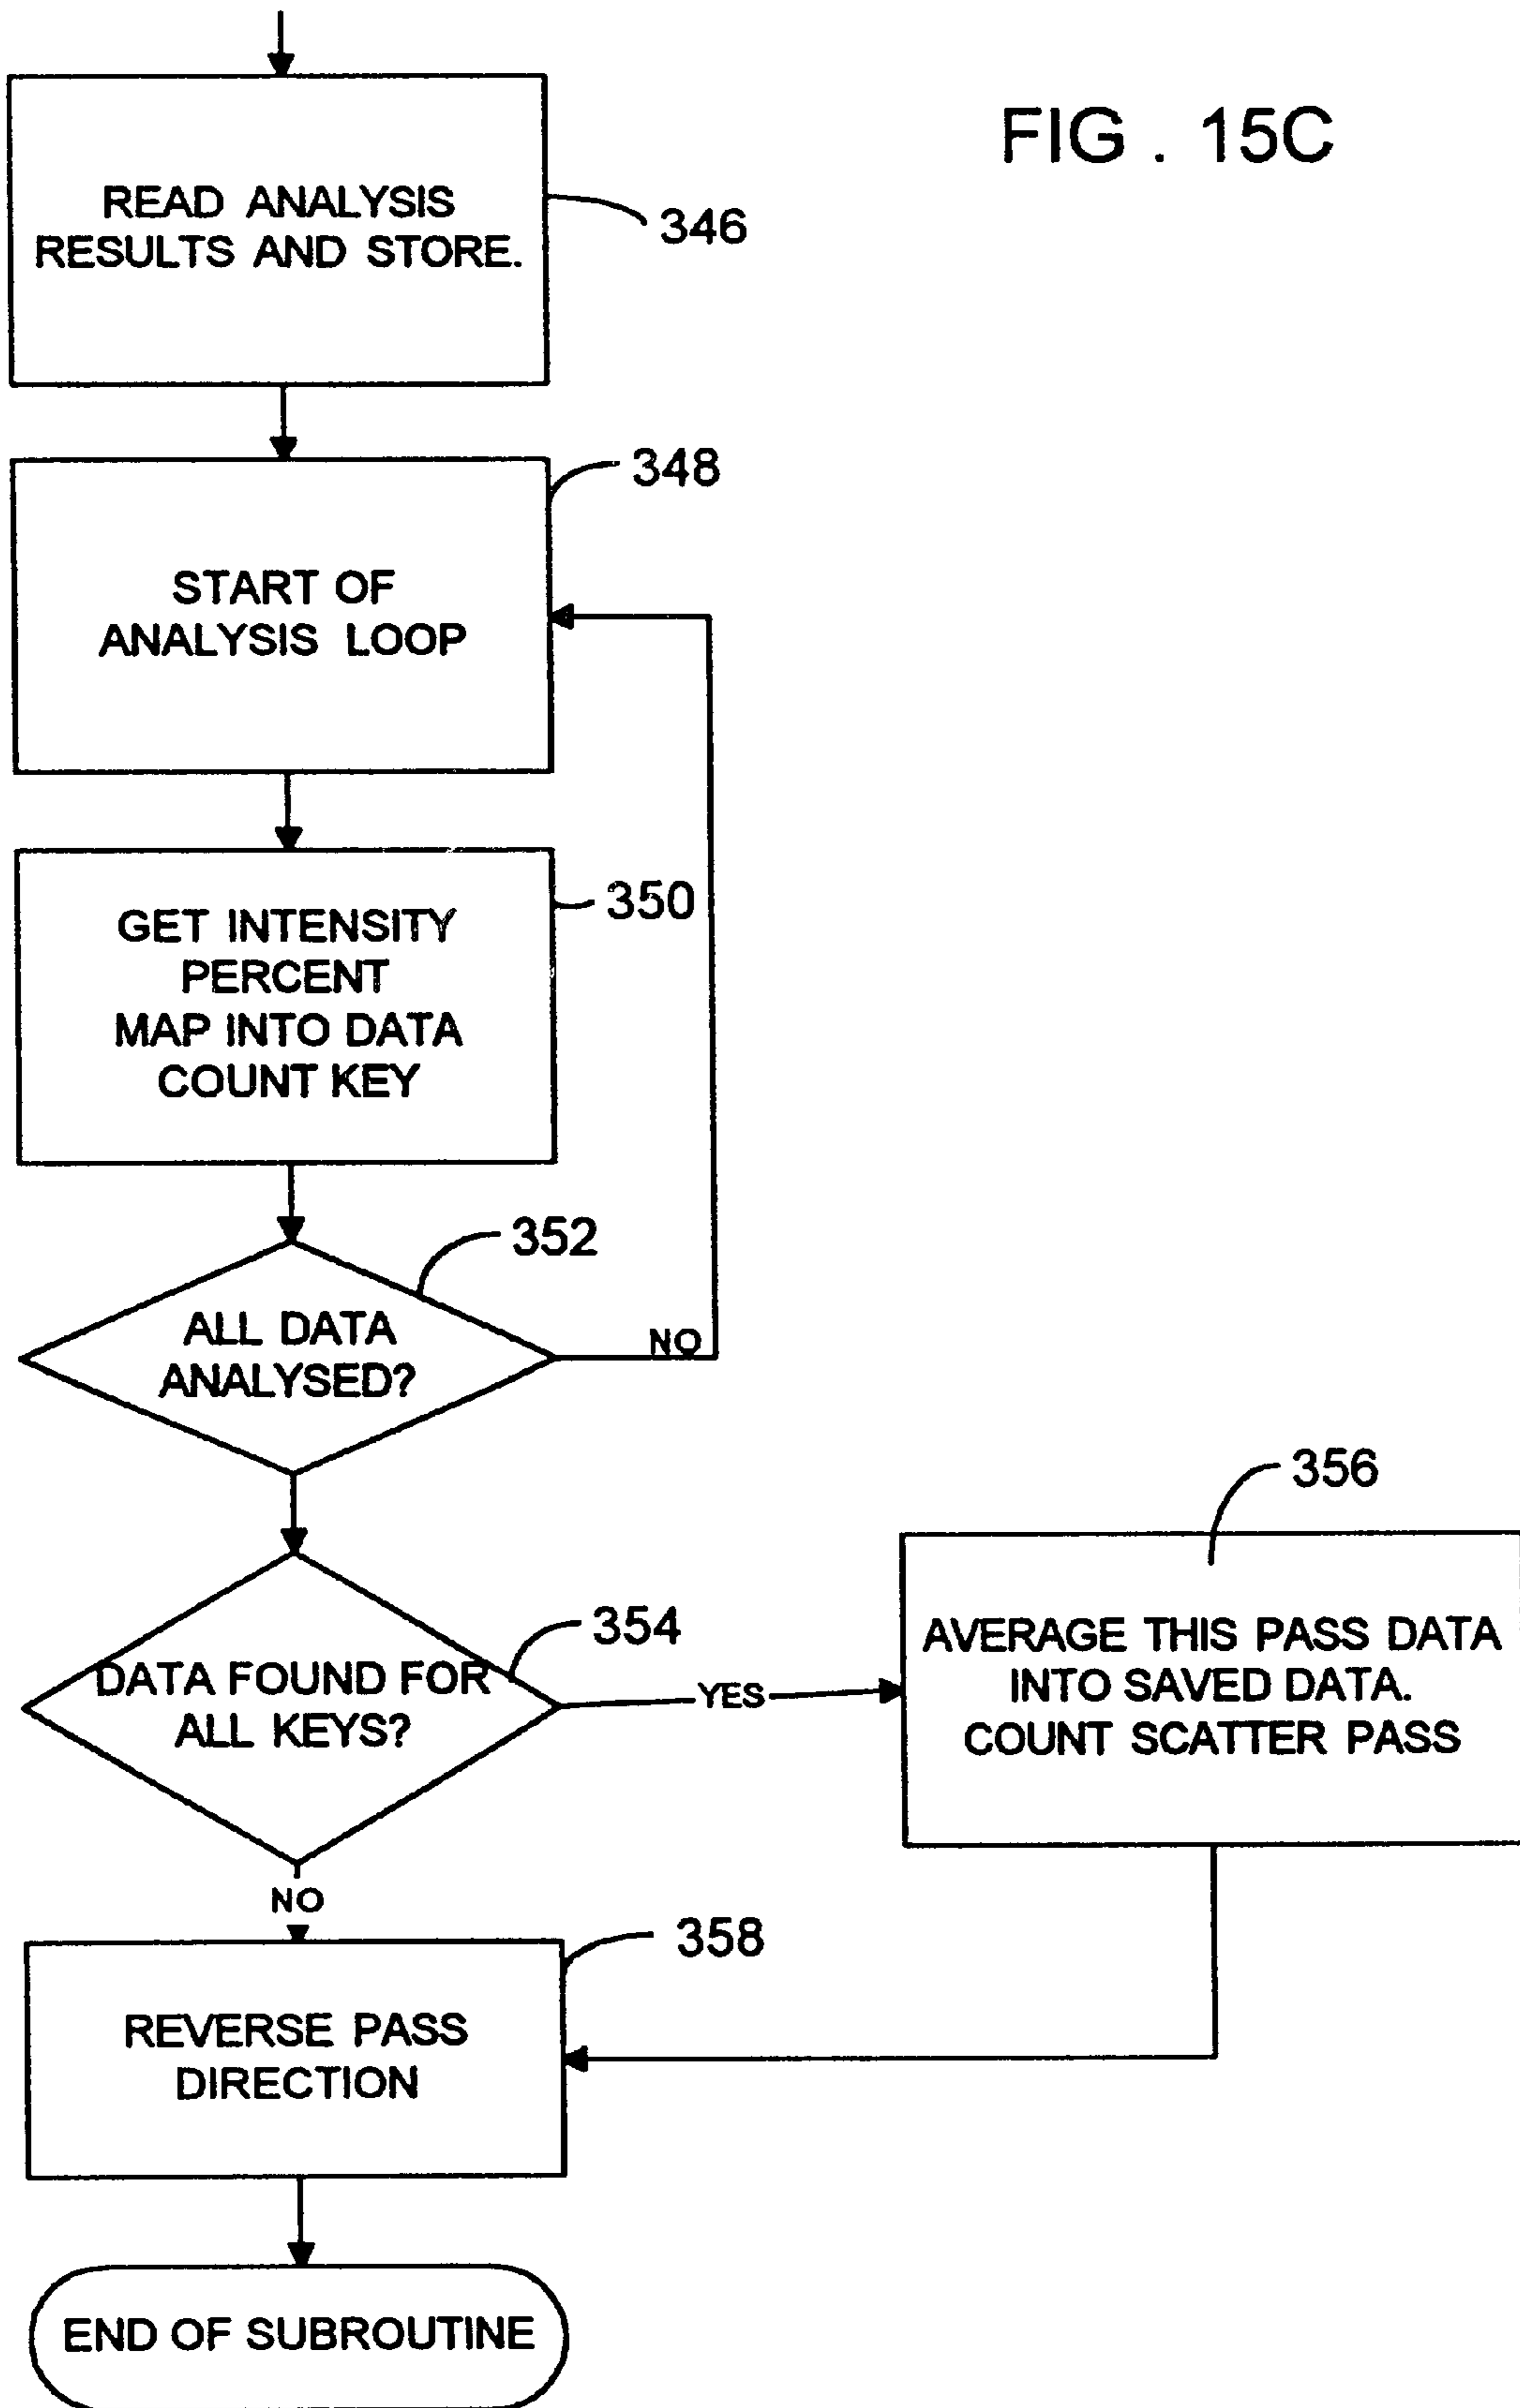 FIG . 15C
READ ANALYSIS
RESULTS AND STORE.
346
348
START OF
ANALYSIS LOOP
350
GET INTENSITY
PERCENT
MAP INTO DATA
COUNT KEY
352
ALL DATA
ANALYSED?
NO
354
DATA FOUND FOR
ALL KEYS?
YES
356
AVERAGE THIS PASS DATA
INTO SAVED DATA.
COUNT SCATTER PASS
NO
358
REVERSE PASS
DIRECTION
END OF SUBROUTINE